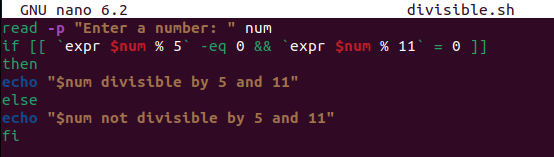 GNU nano 6.2 divisible.sh
read -p "Enter a number: " num
if [[ `expr $num % 5` -eq 0 && `expr $num % 11` = 0 ]]
then
echo "$num divisible by 5 and 11"
else
echo "$num not divisible by 5 and 11"
fi